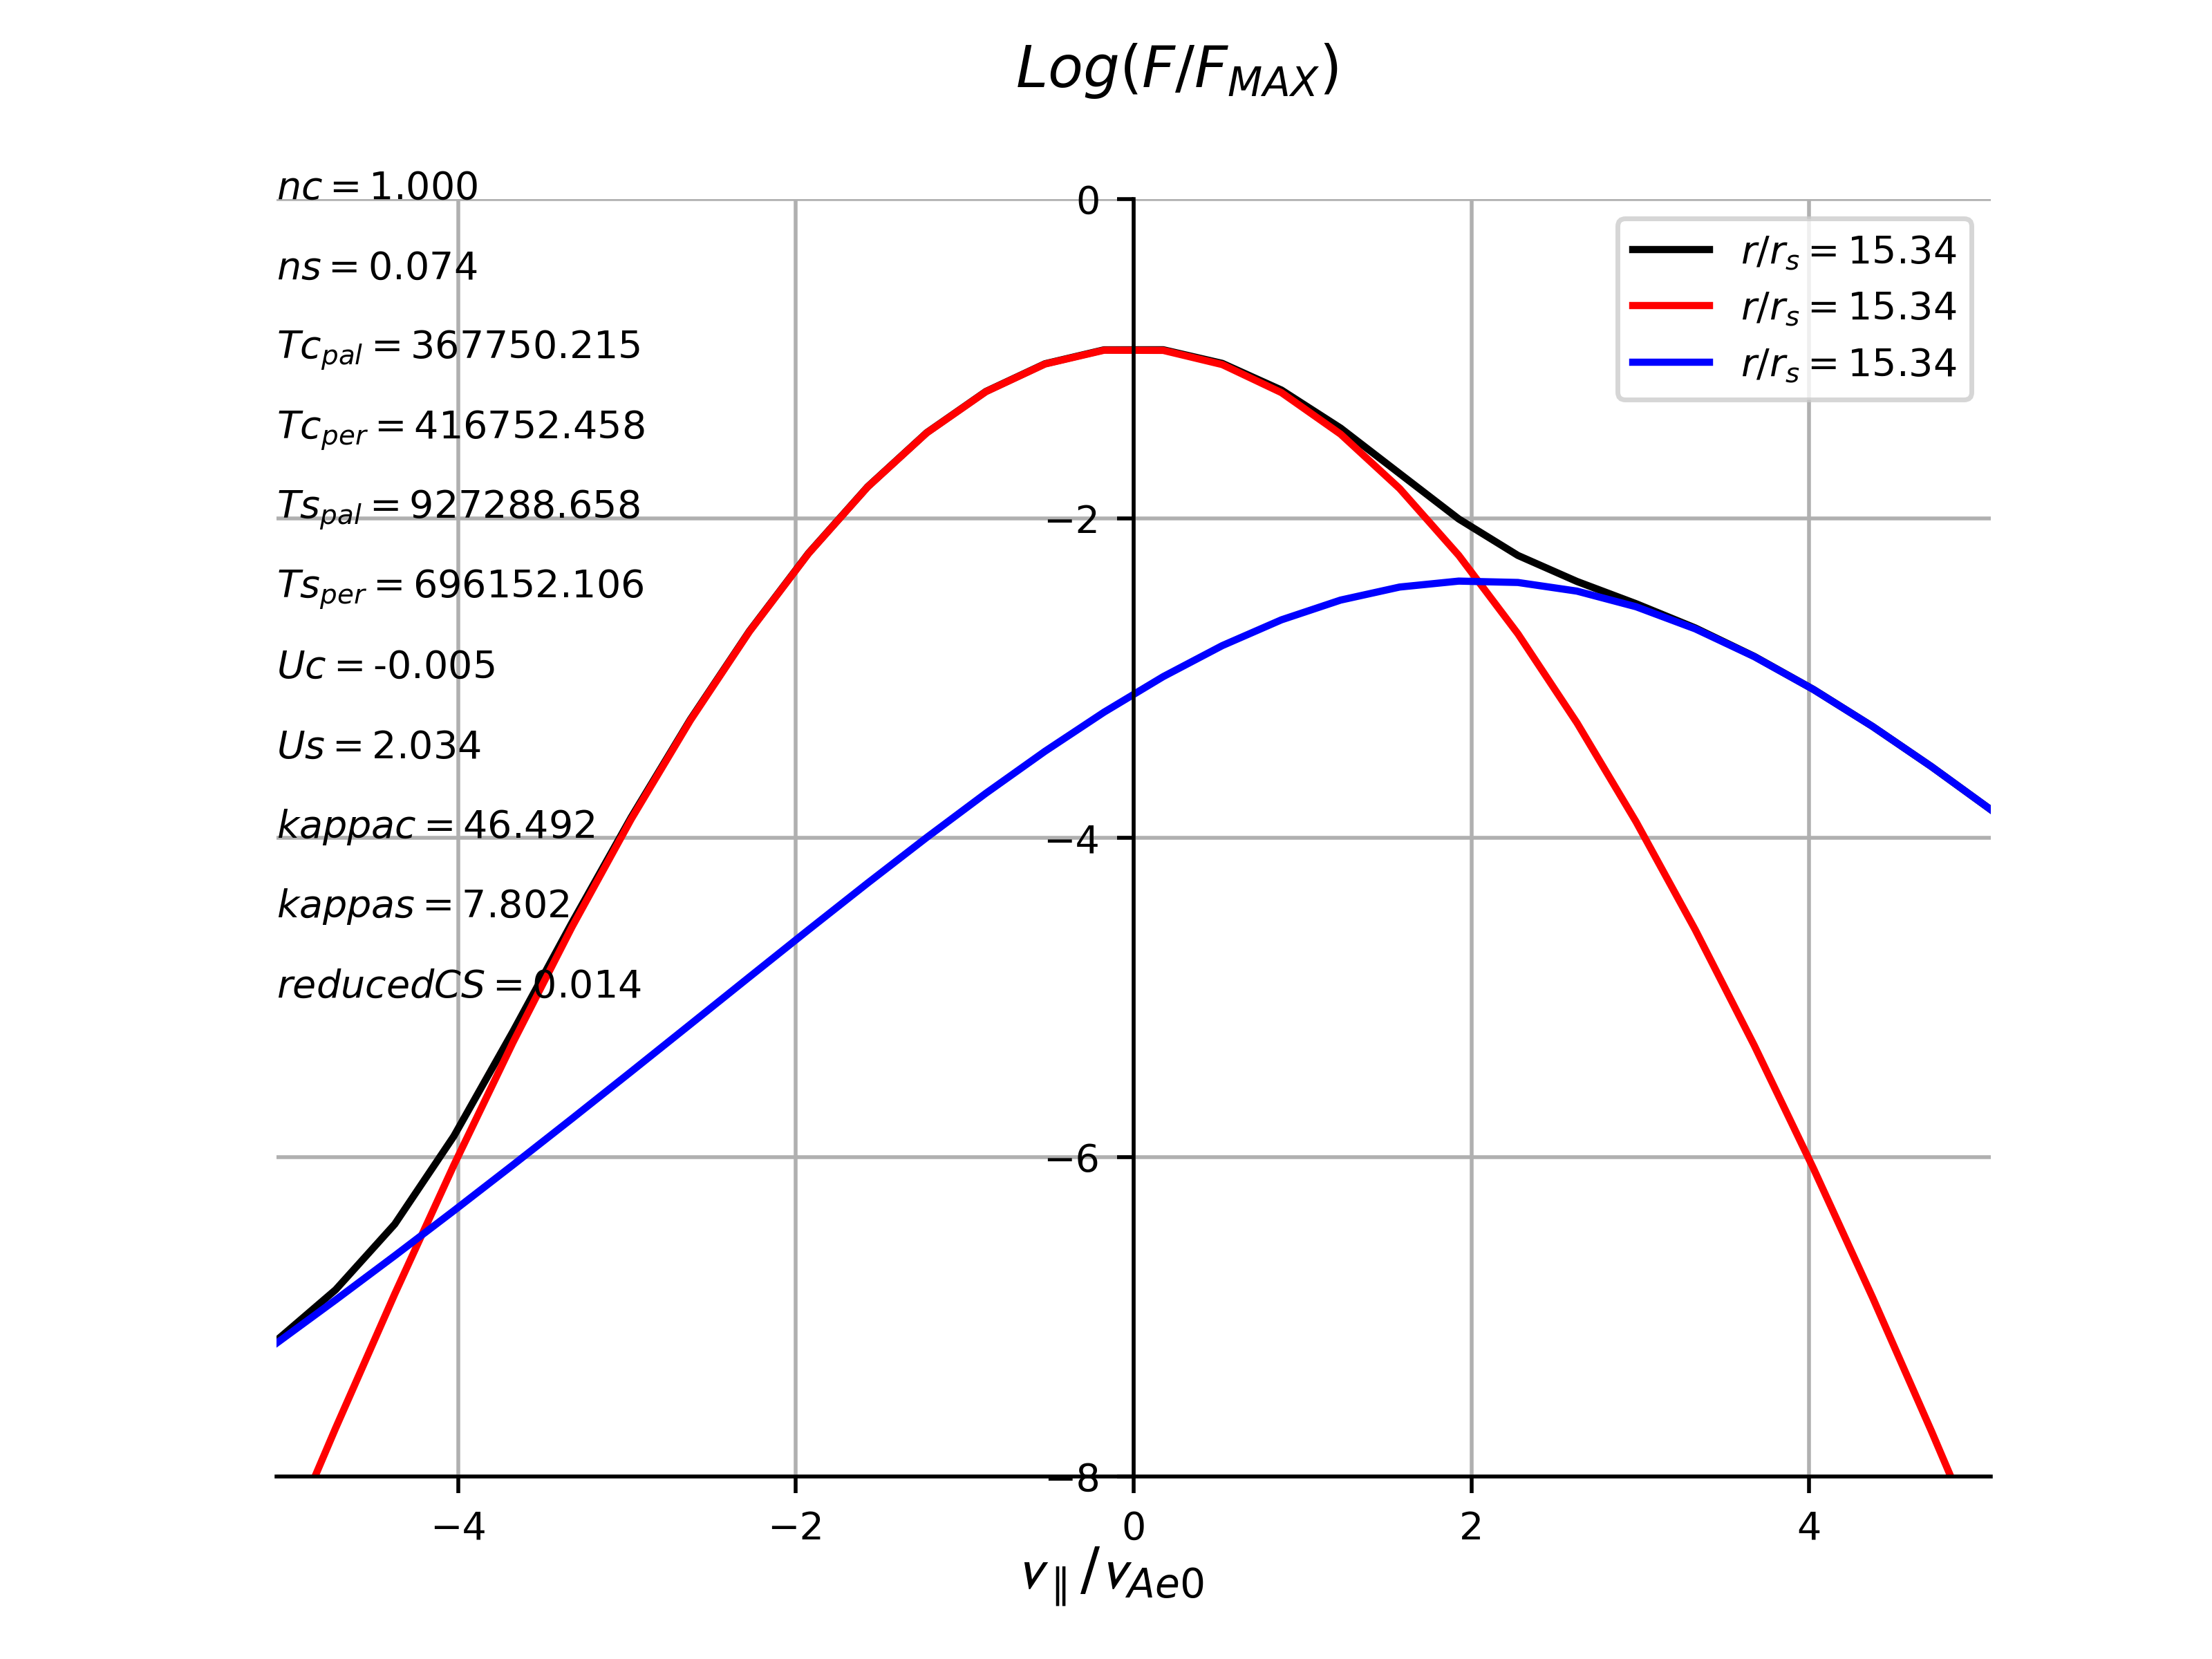 Log(F/F_MAX)
nc = 1.000
ns = 0.074
Tc_pal = 367750.215
Tc_per = 416752.458
Ts_pal = 927288.658
Ts_per = 696152.106
Uc = -0.005
Us = 2.034
kappac = 46.492
kappas = 7.802
reducedCS = 0.014
r/r_s = 15.34
r/r_s = 15.34
r/r_s = 15.34
0
−2
−4
−6
−8
−4 −2 0 2 4
v_∥/v_Ae0